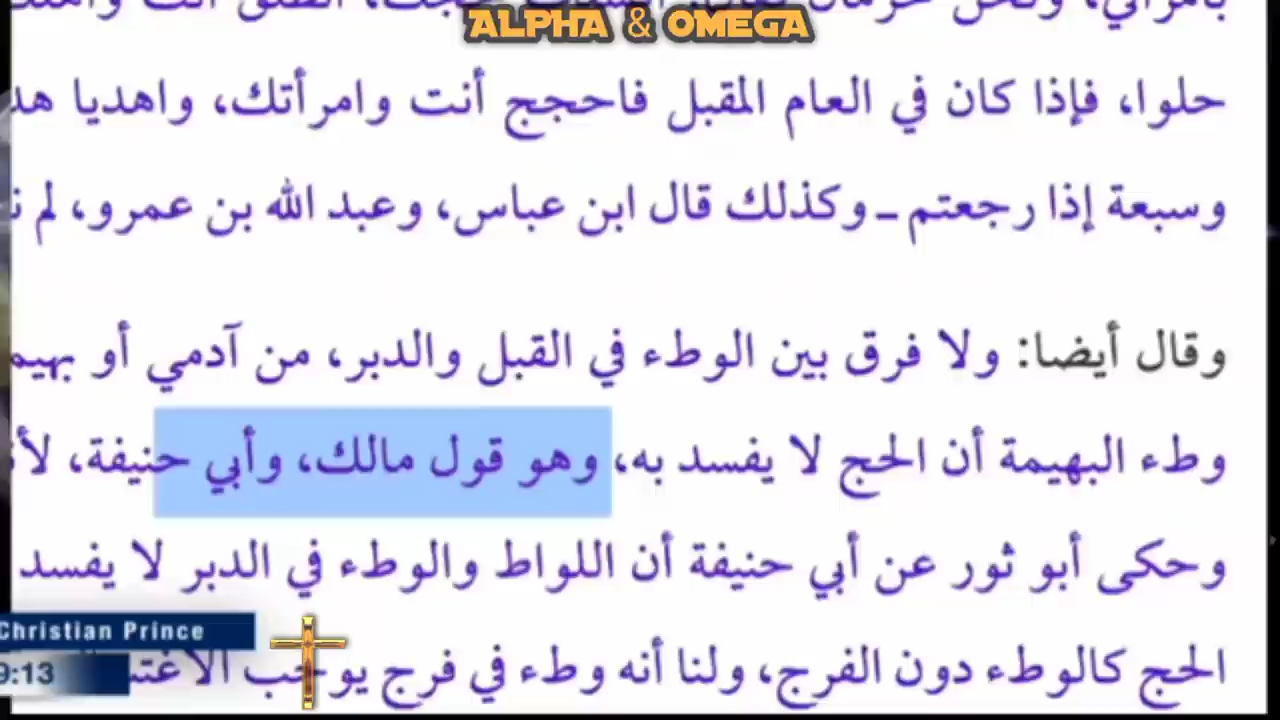 ALPHA & OMEGA
حلوا، فإذا كان في العام المقبل فاحجج أنت وامرأتك، واهديا
وسبعة إذا رجعتم ـ وكذلك قال ابن عباس، وعبد الله بن عمرو، لم
وقال أيضا: ولا فرق بين الوطء في القبل والدبر، من آدمي أو
وطء البهيمة أن الحج لا يفسد به، وهو قول مالك، وأبي حنيفة،
وحكى أبو ثور عن أبي حنيفة أن اللواط والوطء في الدبر لا يفسد
الحج كالوطء دون الفرج، ولنا أنه وطء في فرج يوجب
Christian Prince
9:13